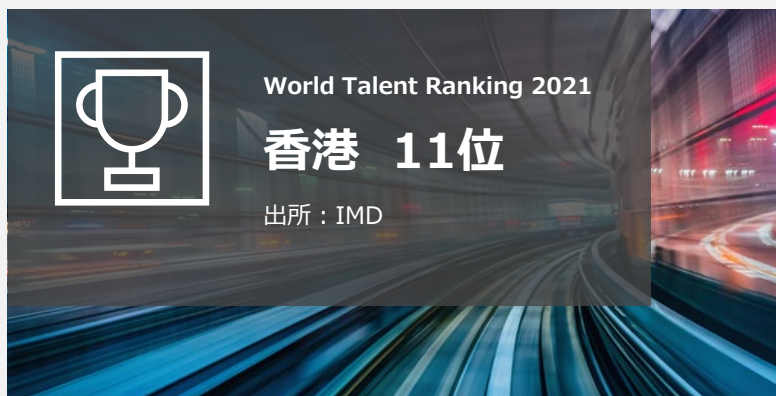 World Talent Ranking 2021
香港 11位
出所：IMD